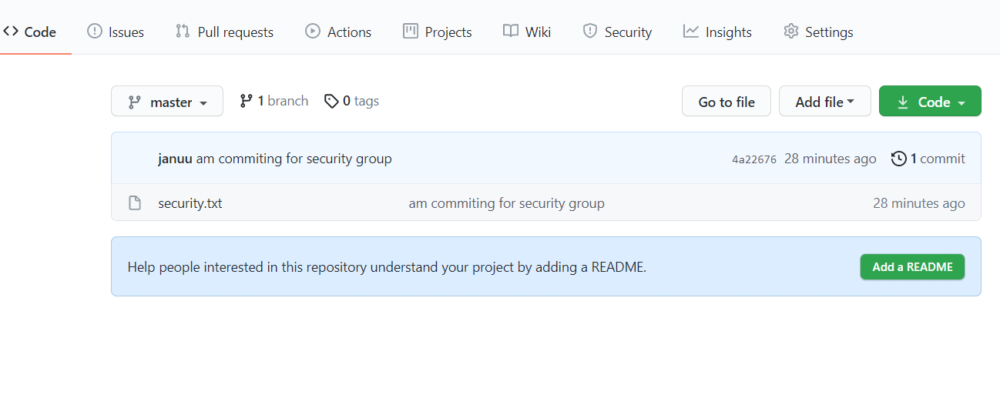 Code Issues Pull requests Actions Projects Wiki Security Insights Settings
master 1 branch 0 tags Go to file Add file Code
januu am commiting for security group 4a22676 28 minutes ago 1 commit
security.txt am commiting for security group 28 minutes ago
Help people interested in this repository understand your project by adding a README. Add a README